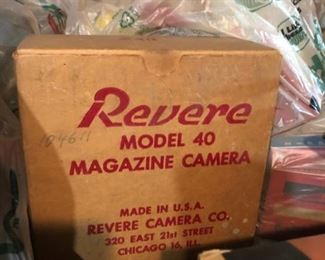 Revere
MODEL 40
MAGAZINE CAMERA
MADE IN U.S.A.
REVERE CAMERA CO.
320 EAST 21st STREET
CHICAGO 16, ILL.